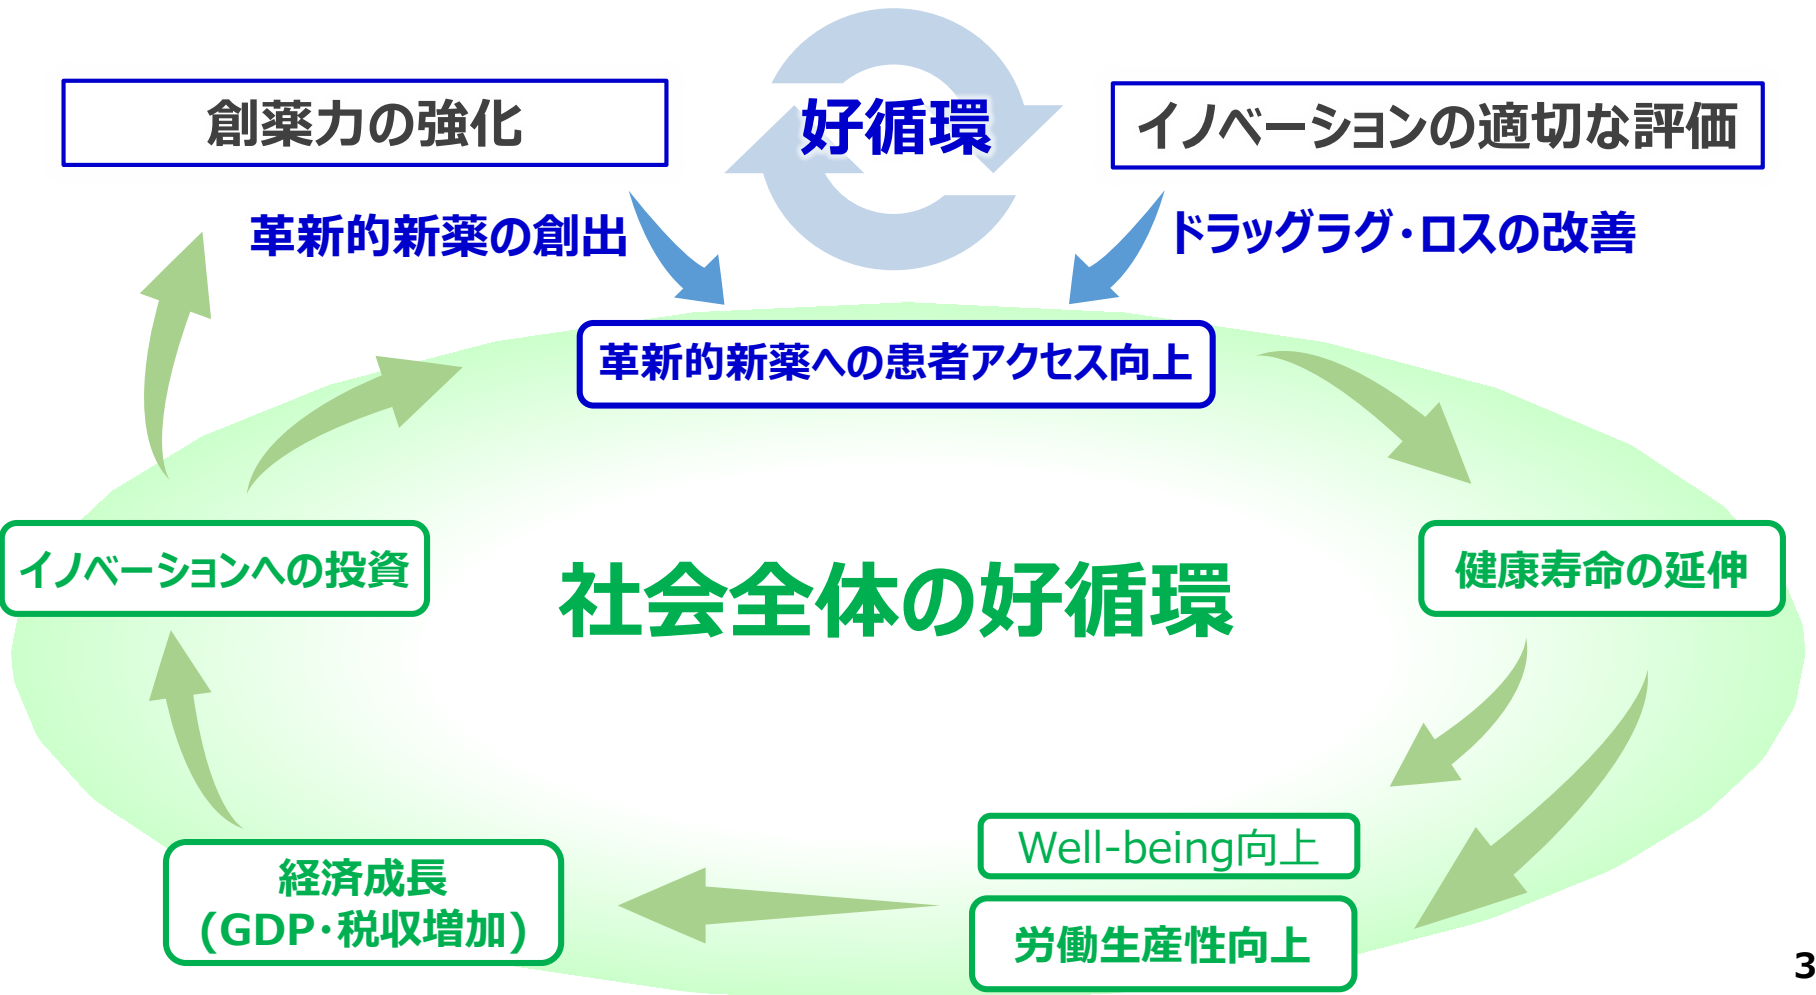 創薬力の強化
好循環
イノベーションの適切な評価
革新的新薬の創出
ドラッグラグ・ロスの改善
革新的新薬への患者アクセス向上
イノベーションへの投資
社会全体の好循環
健康寿命の延伸
Well-being向上
経済成長
(GDP・税収増加)
労働生産性向上
3